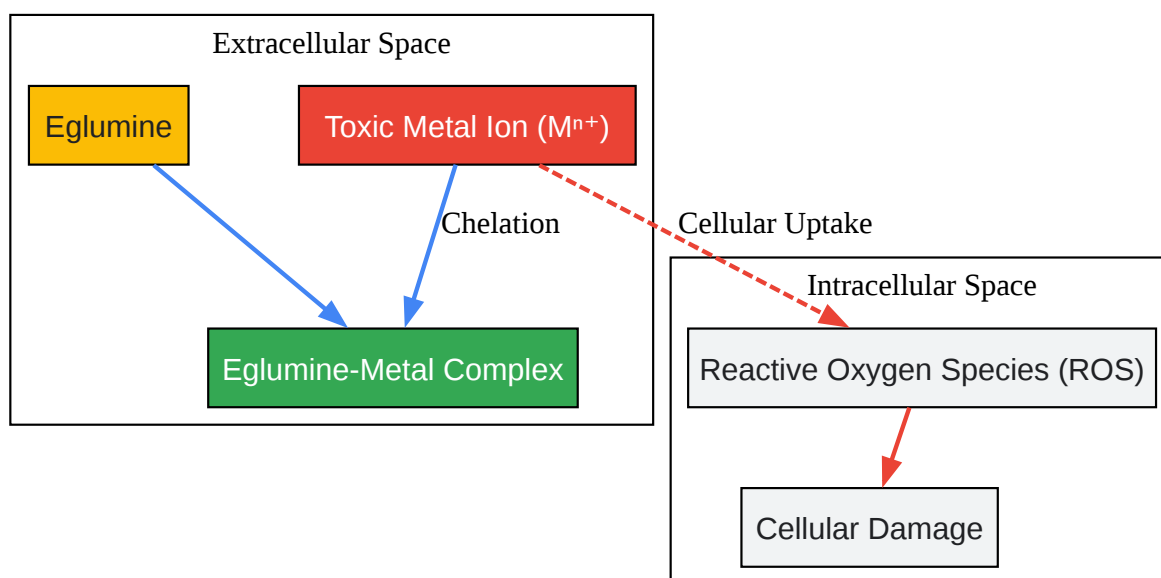 Extracellular Space
Eglumine
Toxic Metal Ion (Mⁿ⁺)
Chelation
Cellular Uptake
Intracellular Space
Eglumine-Metal Complex
Reactive Oxygen Species (ROS)
Cellular Damage